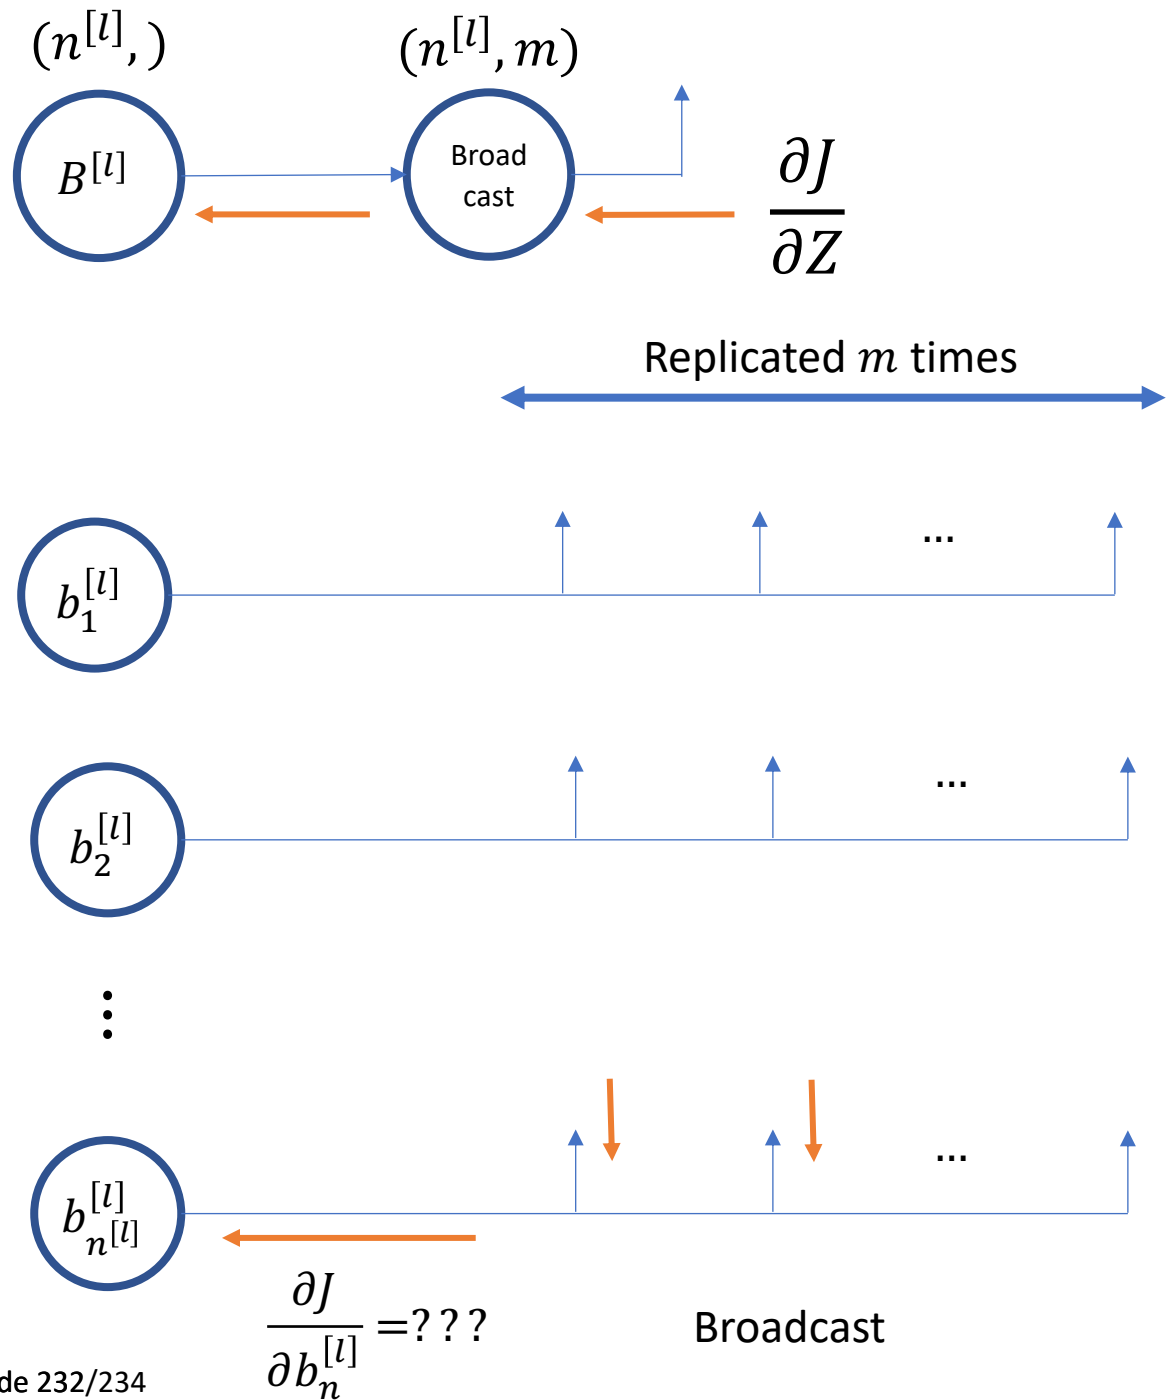 (n^{[l]}, )
(n^{[l]}, m)
B^{[l]}
Broad
cast
∂J
∂Z
Replicated m times
b_1^{[l]}
...
b_2^{[l]}
...
⋮
b_{n^{[l]}}^{[l]}
...
∂J
∂b_n^{[l]}
=???
Broadcast
de 232/234